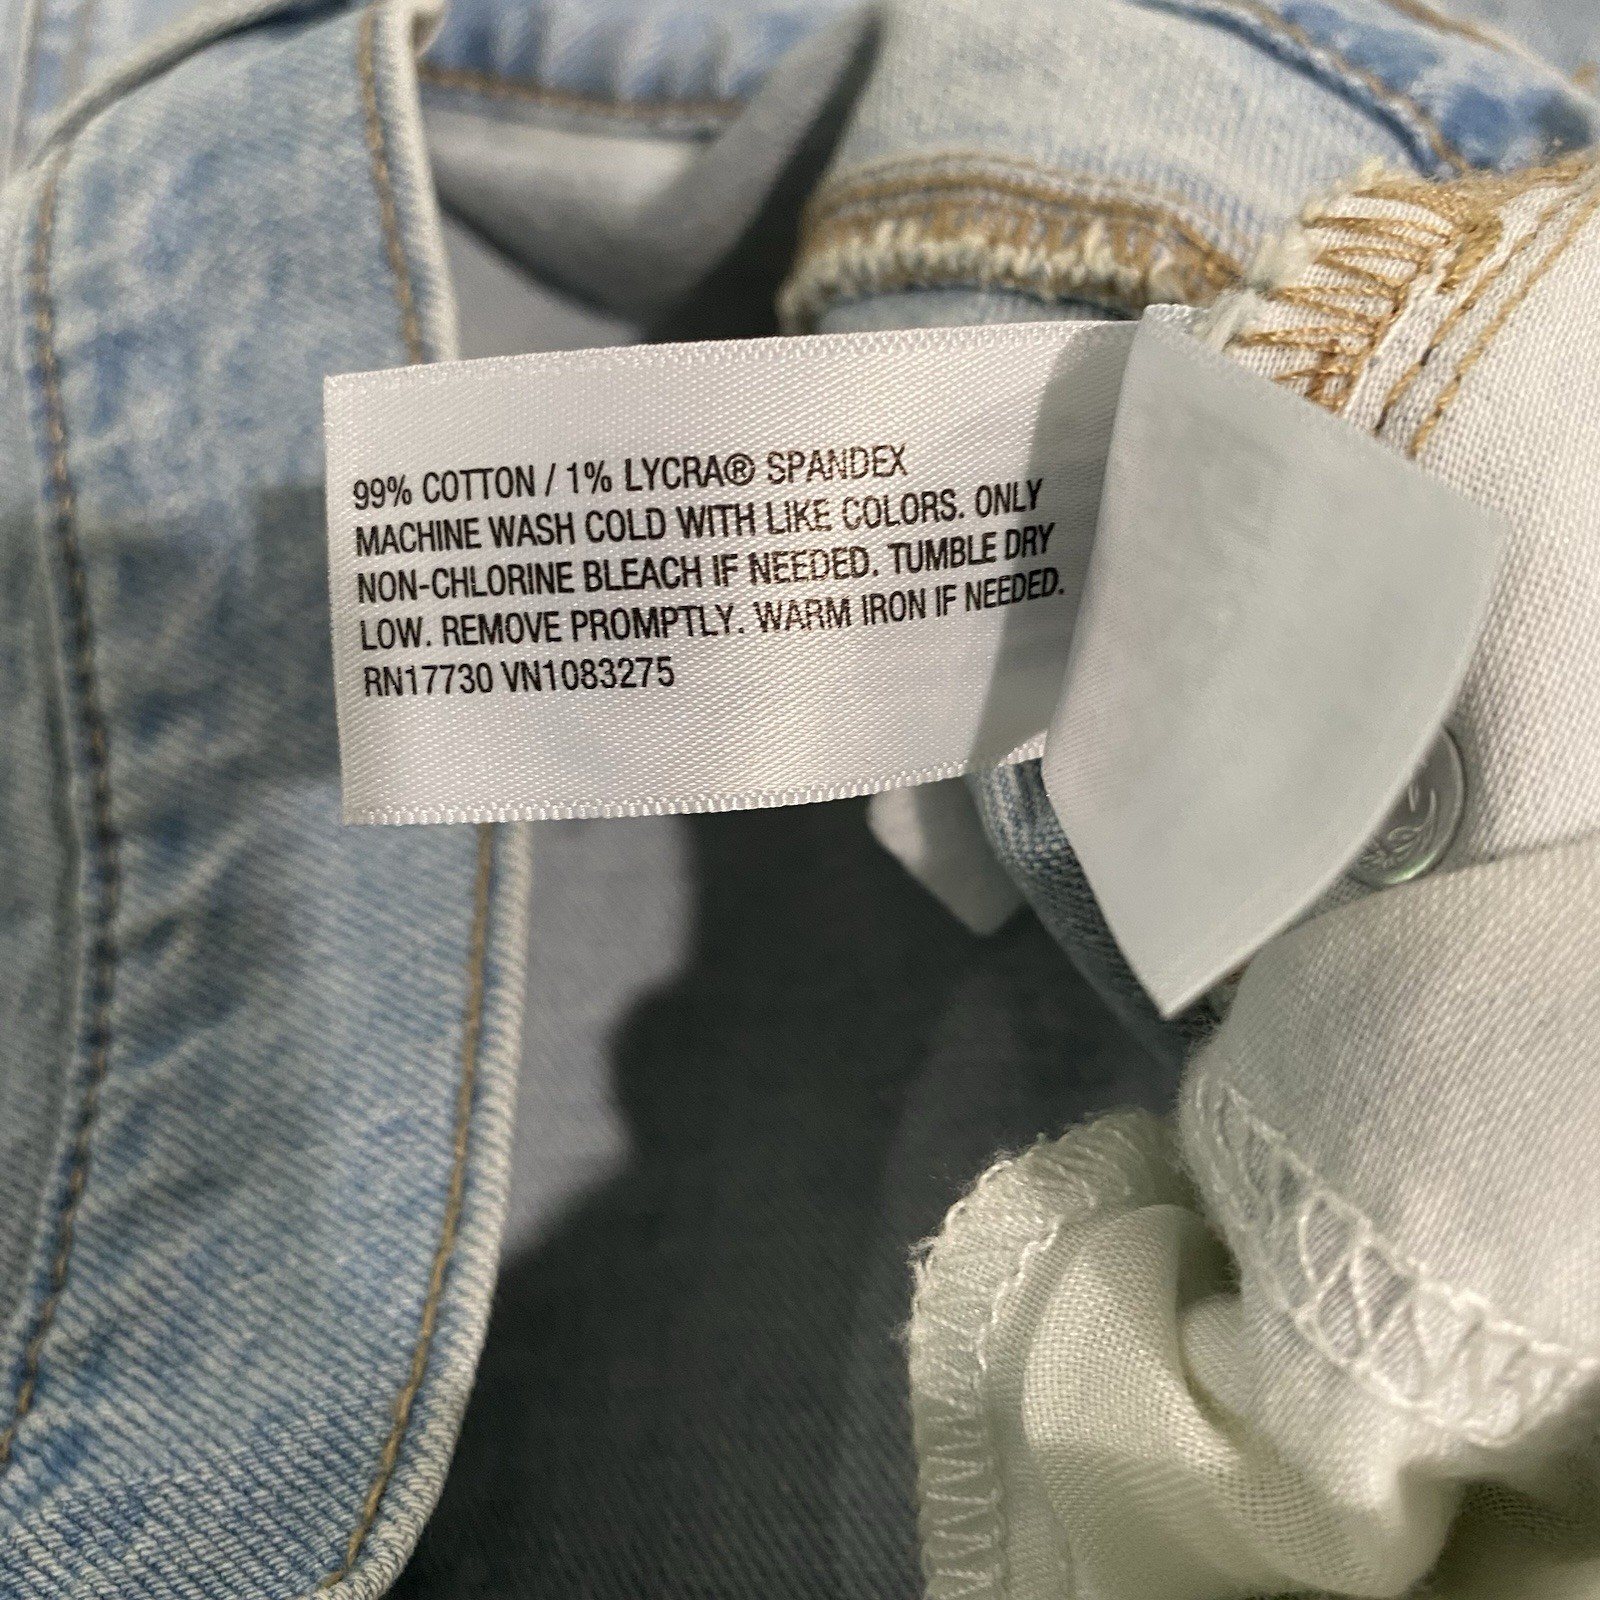 99% COTTON / 1% LYCRA® SPANDEX
MACHINE WASH COLD WITH LIKE COLORS. ONLY
NON-CHLORINE BLEACH IF NEEDED. TUMBLE DRY
LOW. REMOVE PROMPTLY. WARM IRON IF NEEDED.
RN17730 VN1083275